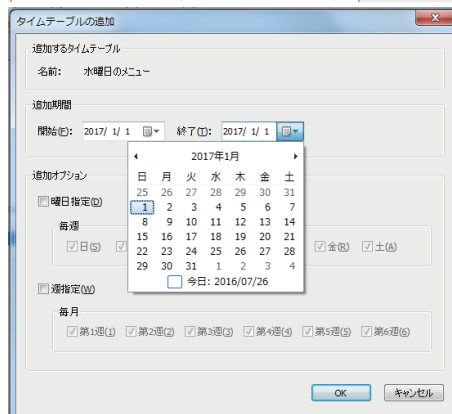 タイムテーブルの追加
追加するタイムテーブル
名前: 水曜日のメニュー
追加期間
開始(F): 2017/ 1/ 1 終了(T): 2017/ 1/ 1
2017年1月
日 月 火 水 木 金 土
25 26 27 28 29 30 31
1 2 3 4 5 6 7
8 9 10 11 12 13 14
15 16 17 18 19 20 21
22 23 24 25 26 27 28
29 30 31 1 2 3 4
今日: 2016/07/26
追加オプション
曜日指定(D)
毎週
日(S) 金(R) 土(A)
週指定(W)
毎月
第1週(1) 第2週(2) 第3週(3) 第4週(4) 第5週(5) 第6週(6)
OK キャンセル